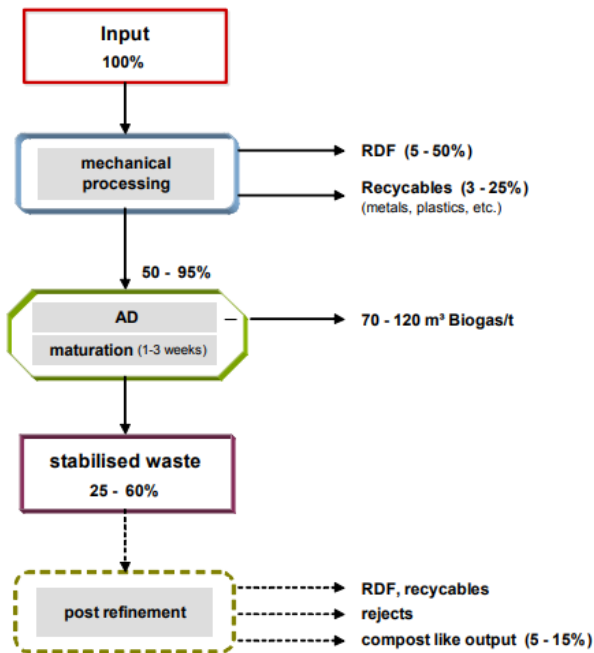 Input
100%
mechanical
processing
RDF (5 - 50%)
Recycables (3 - 25%)
(metals, plastics, etc.)
50 - 95%
AD
70 - 120 m³ Biogas/t
maturation (1-3 weeks)
stabilised waste
25 - 60%
post refinement
RDF, recycables
rejects
compost like output (5 - 15%)